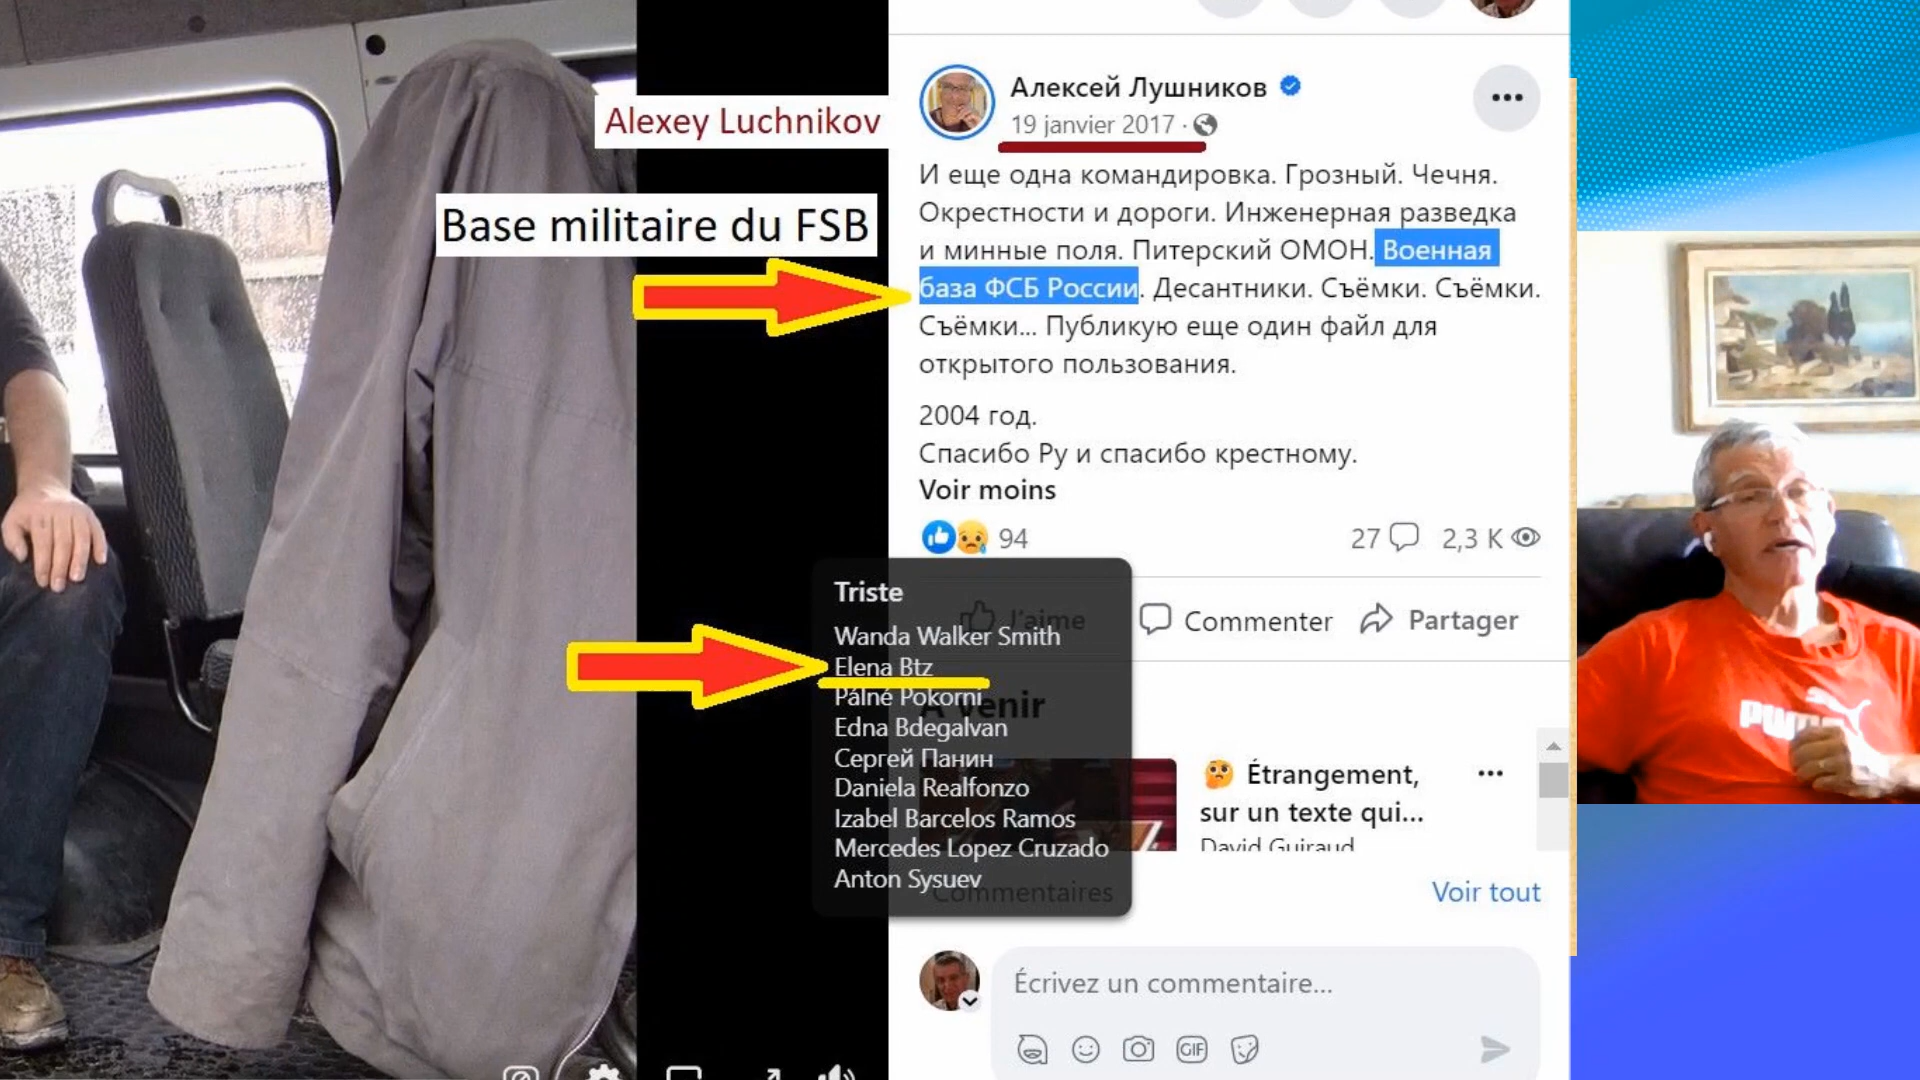 Alexey Luchnikov
Base militaire du FSB
Алексей Лушников
19 janvier 2017 ·
И еще одна командировка. Грозный. Чечня.
Окрестности и дороги. Инженерная разведка
и минные поля. Питерский ОМОН. Военная
база ФСБ России. Десантники. Съёмки. Съёмки.
Съёмки... Публикую еще один файл для
открытого пользования.
2004 год.
Спасибо Ру и спасибо крестному.
Voir moins
94
27
2,3 K
J'aime
Commenter
Partager
Triste
Wanda Walker Smith
Elena Btz
Pálné Pokorni
Edna Bdegalvan
Сергей Панин
Daniela Realfonzo
Izabel Barcelos Ramos
Mercedes Lopez Cruzado
Anton Sysuev
À venir
Étrangement,
sur un texte qui...
David Guiraud
Commentaires
Voir tout
Écrivez un commentaire...
GIF
PUMA